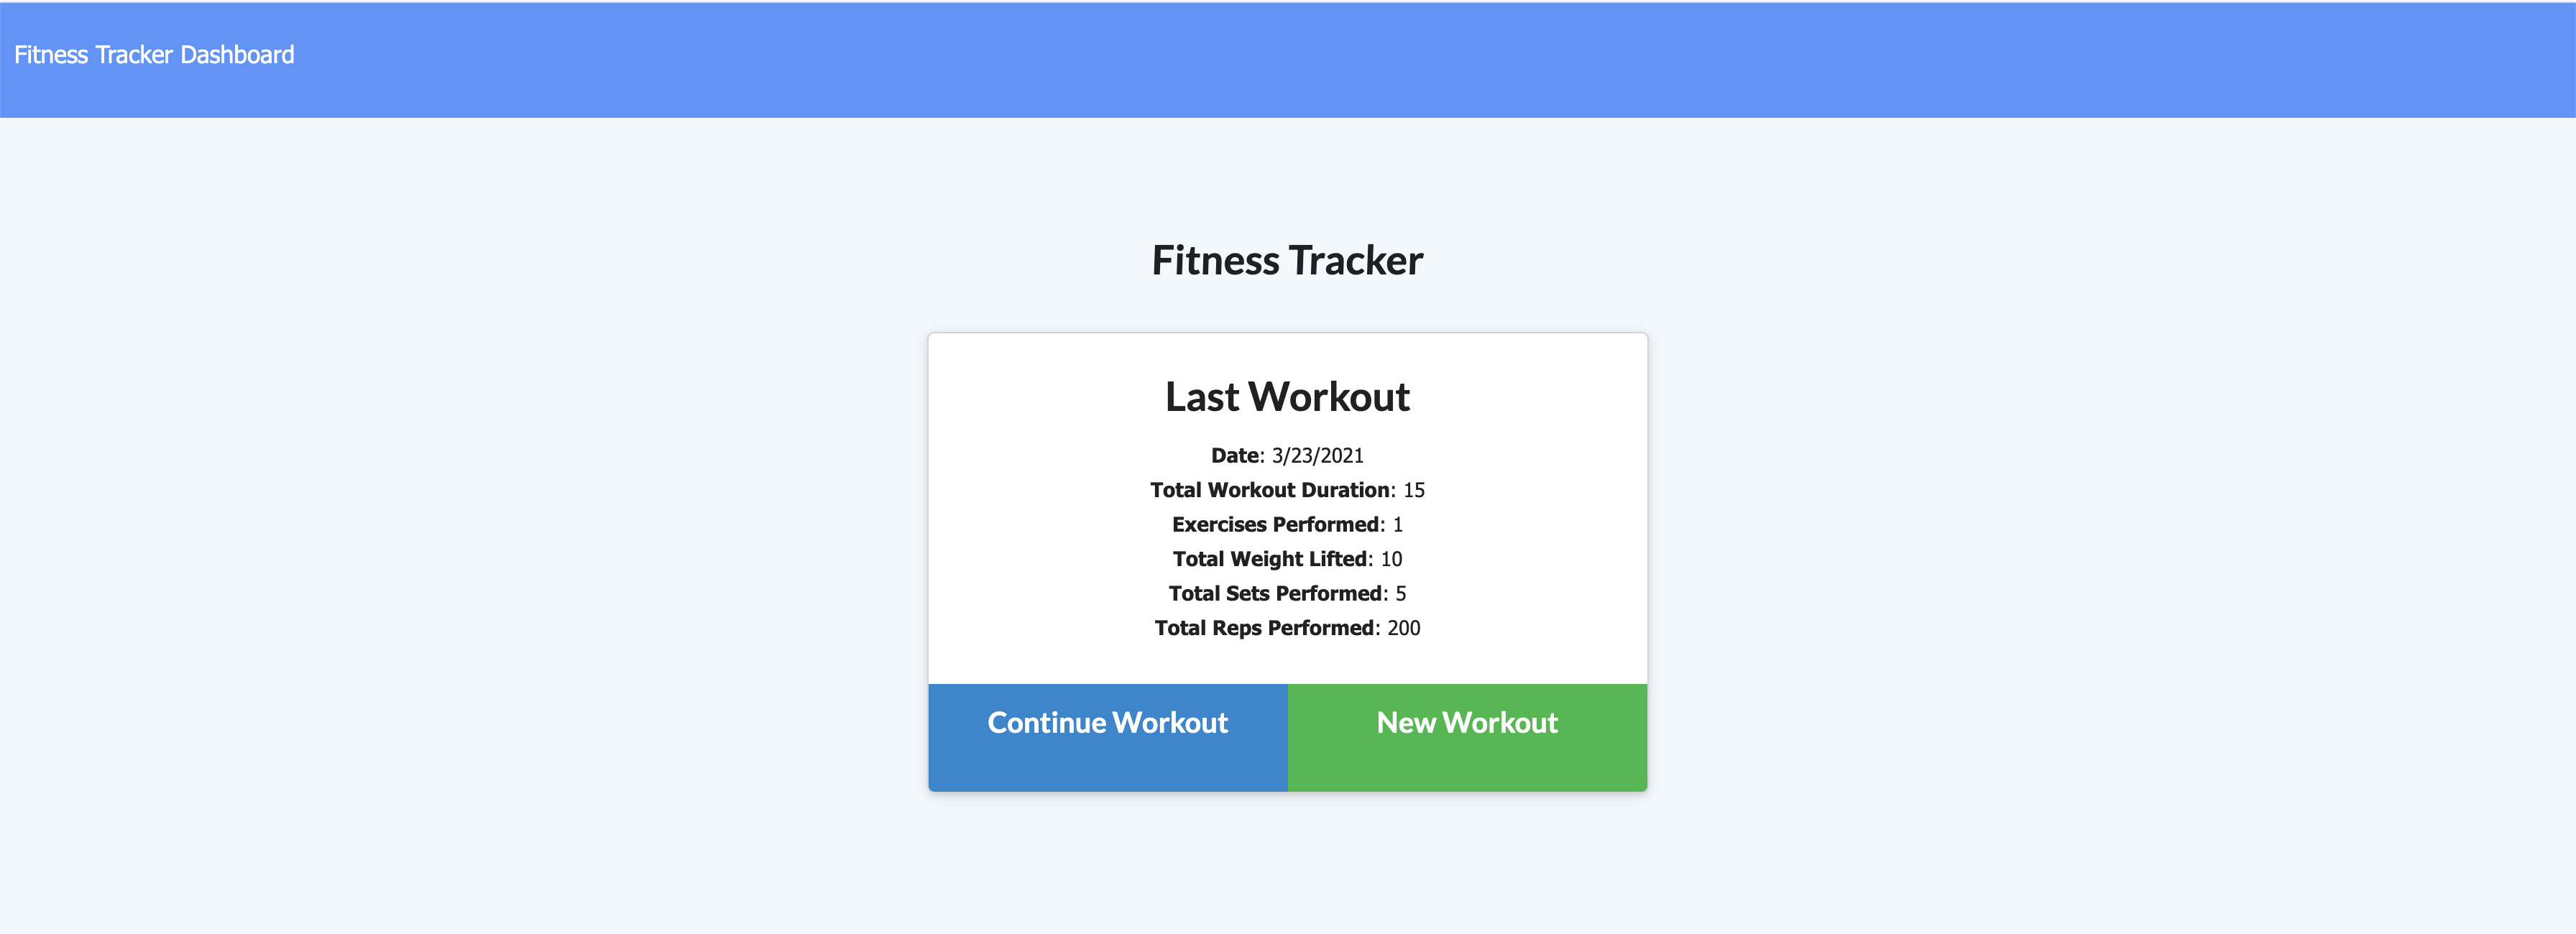 Fitness Tracker Dashboard
Fitness Tracker
Last Workout
Date: 3/23/2021
Total Workout Duration: 15
Exercises Performed: 1
Total Weight Lifted: 10
Total Sets Performed: 5
Total Reps Performed: 200
Continue Workout
New Workout